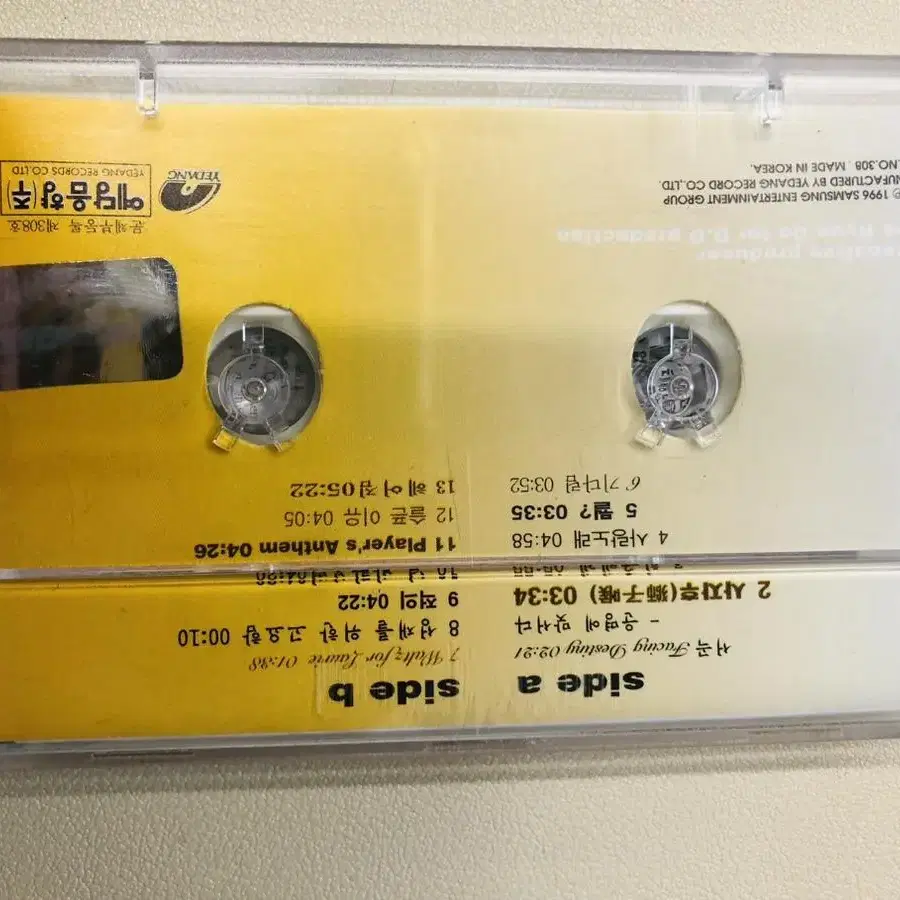 side a
서곡 Facing Destiny 02:21
- 운명에 맞서다
2 사자후(獅子喉) 03:34
4 사랑노래 04:58
5 뭘? 03:35
6 기다림 03:52
side b
7 Waltz for Laurie 01:38
8 성재를 위한 고요함 00:10
9 적의 04:22
11 Player's Anthem 04:26
12 슬픈 이유 04:05
13 헤어짐 05:22
producer
for D.O production
℗ 1996 SAMSUNG ENTERTAINMENT GROUP
MANUFACTURED BY YEDANG RECORD CO.,LTD.
NO.308 MADE IN KOREA.
YEDANG
문체부등록 제308호
예당음향(주)
YEDANG RECORDS CO.,LTD